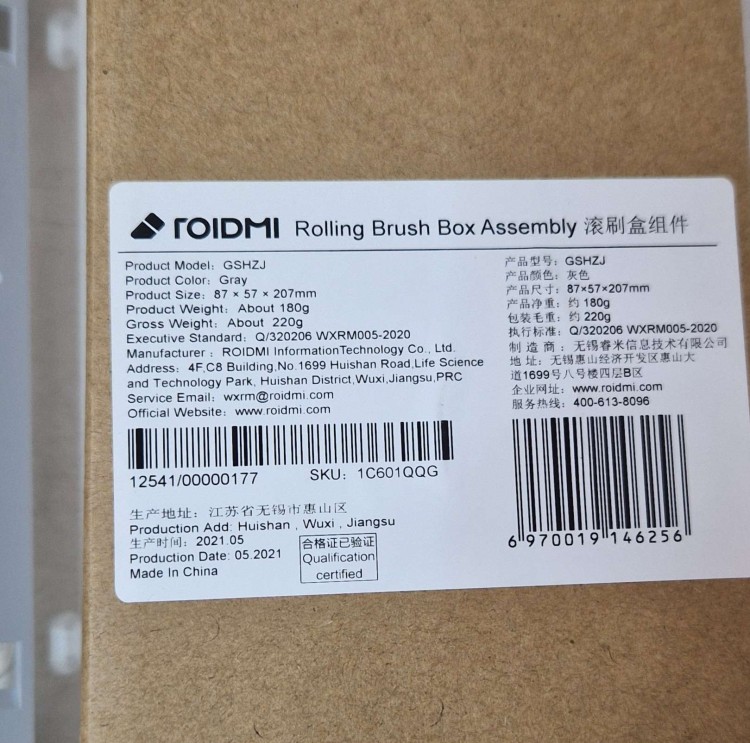 ROIDMI Rolling Brush Box Assembly 滚刷盒组件
Product Model: GSHZJ
Product Color: Gray
Product Size: 87 × 57 × 207mm
Product Weight: About 180g
Gross Weight: About 220g
Executive Standard: Q/320206 WXRM005-2020
Manufacturer : ROIDMI InformationTechnology Co., Ltd.
Address: 4F,C8 Building,No.1699 Huishan Road,Life Science
and Technology Park, Huishan District,Wuxi,Jiangsu,PRC
Service Email: wxrm@roidmi.com
Official Website: www.roidmi.com
12541/00000177 SKU: 1C601QQG
生产地址: 江苏省无锡市惠山区
Production Add: Huishan , Wuxi , Jiangsu
生产时间: 2021.05
Production Date: 05.2021
Made In China
合格证已验证
Qualification
certified
产品型号: GSHZJ
产品颜色: 灰色
产品尺寸: 87×57×207mm
产品净重: 约 180g
包装毛重: 约 220g
执行标准: Q/320206 WXRM005-2020
制 造 商 : 无锡睿米信息技术有限公司
地 址: 无锡惠山经济开发区惠山大
道1699号八号楼四层B区
企业网址: www.roidmi.com
服务热线: 400-613-8096
6 970019 146256